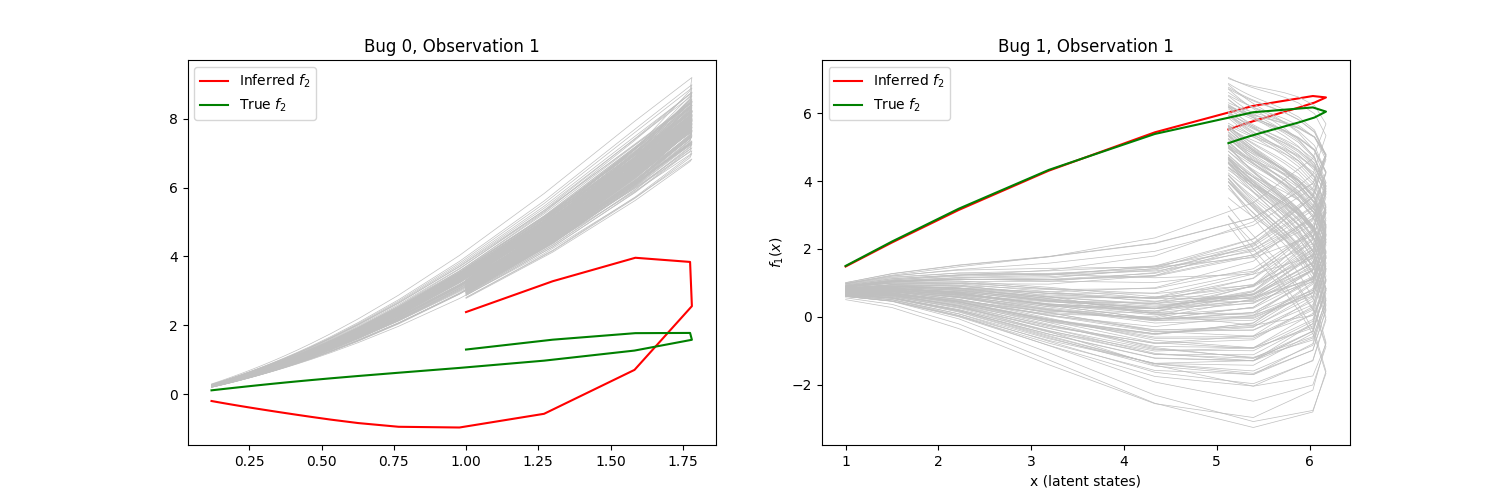 Bug 0, Observation 1
Inferred f₂
True f₂
8
6
4
2
0
0.25 0.50 0.75 1.00 1.25 1.50 1.75
Bug 1, Observation 1
Inferred f₂
True f₂
f₁(x)
6
4
2
0
−2
1 2 3 4 5 6
x (latent states)